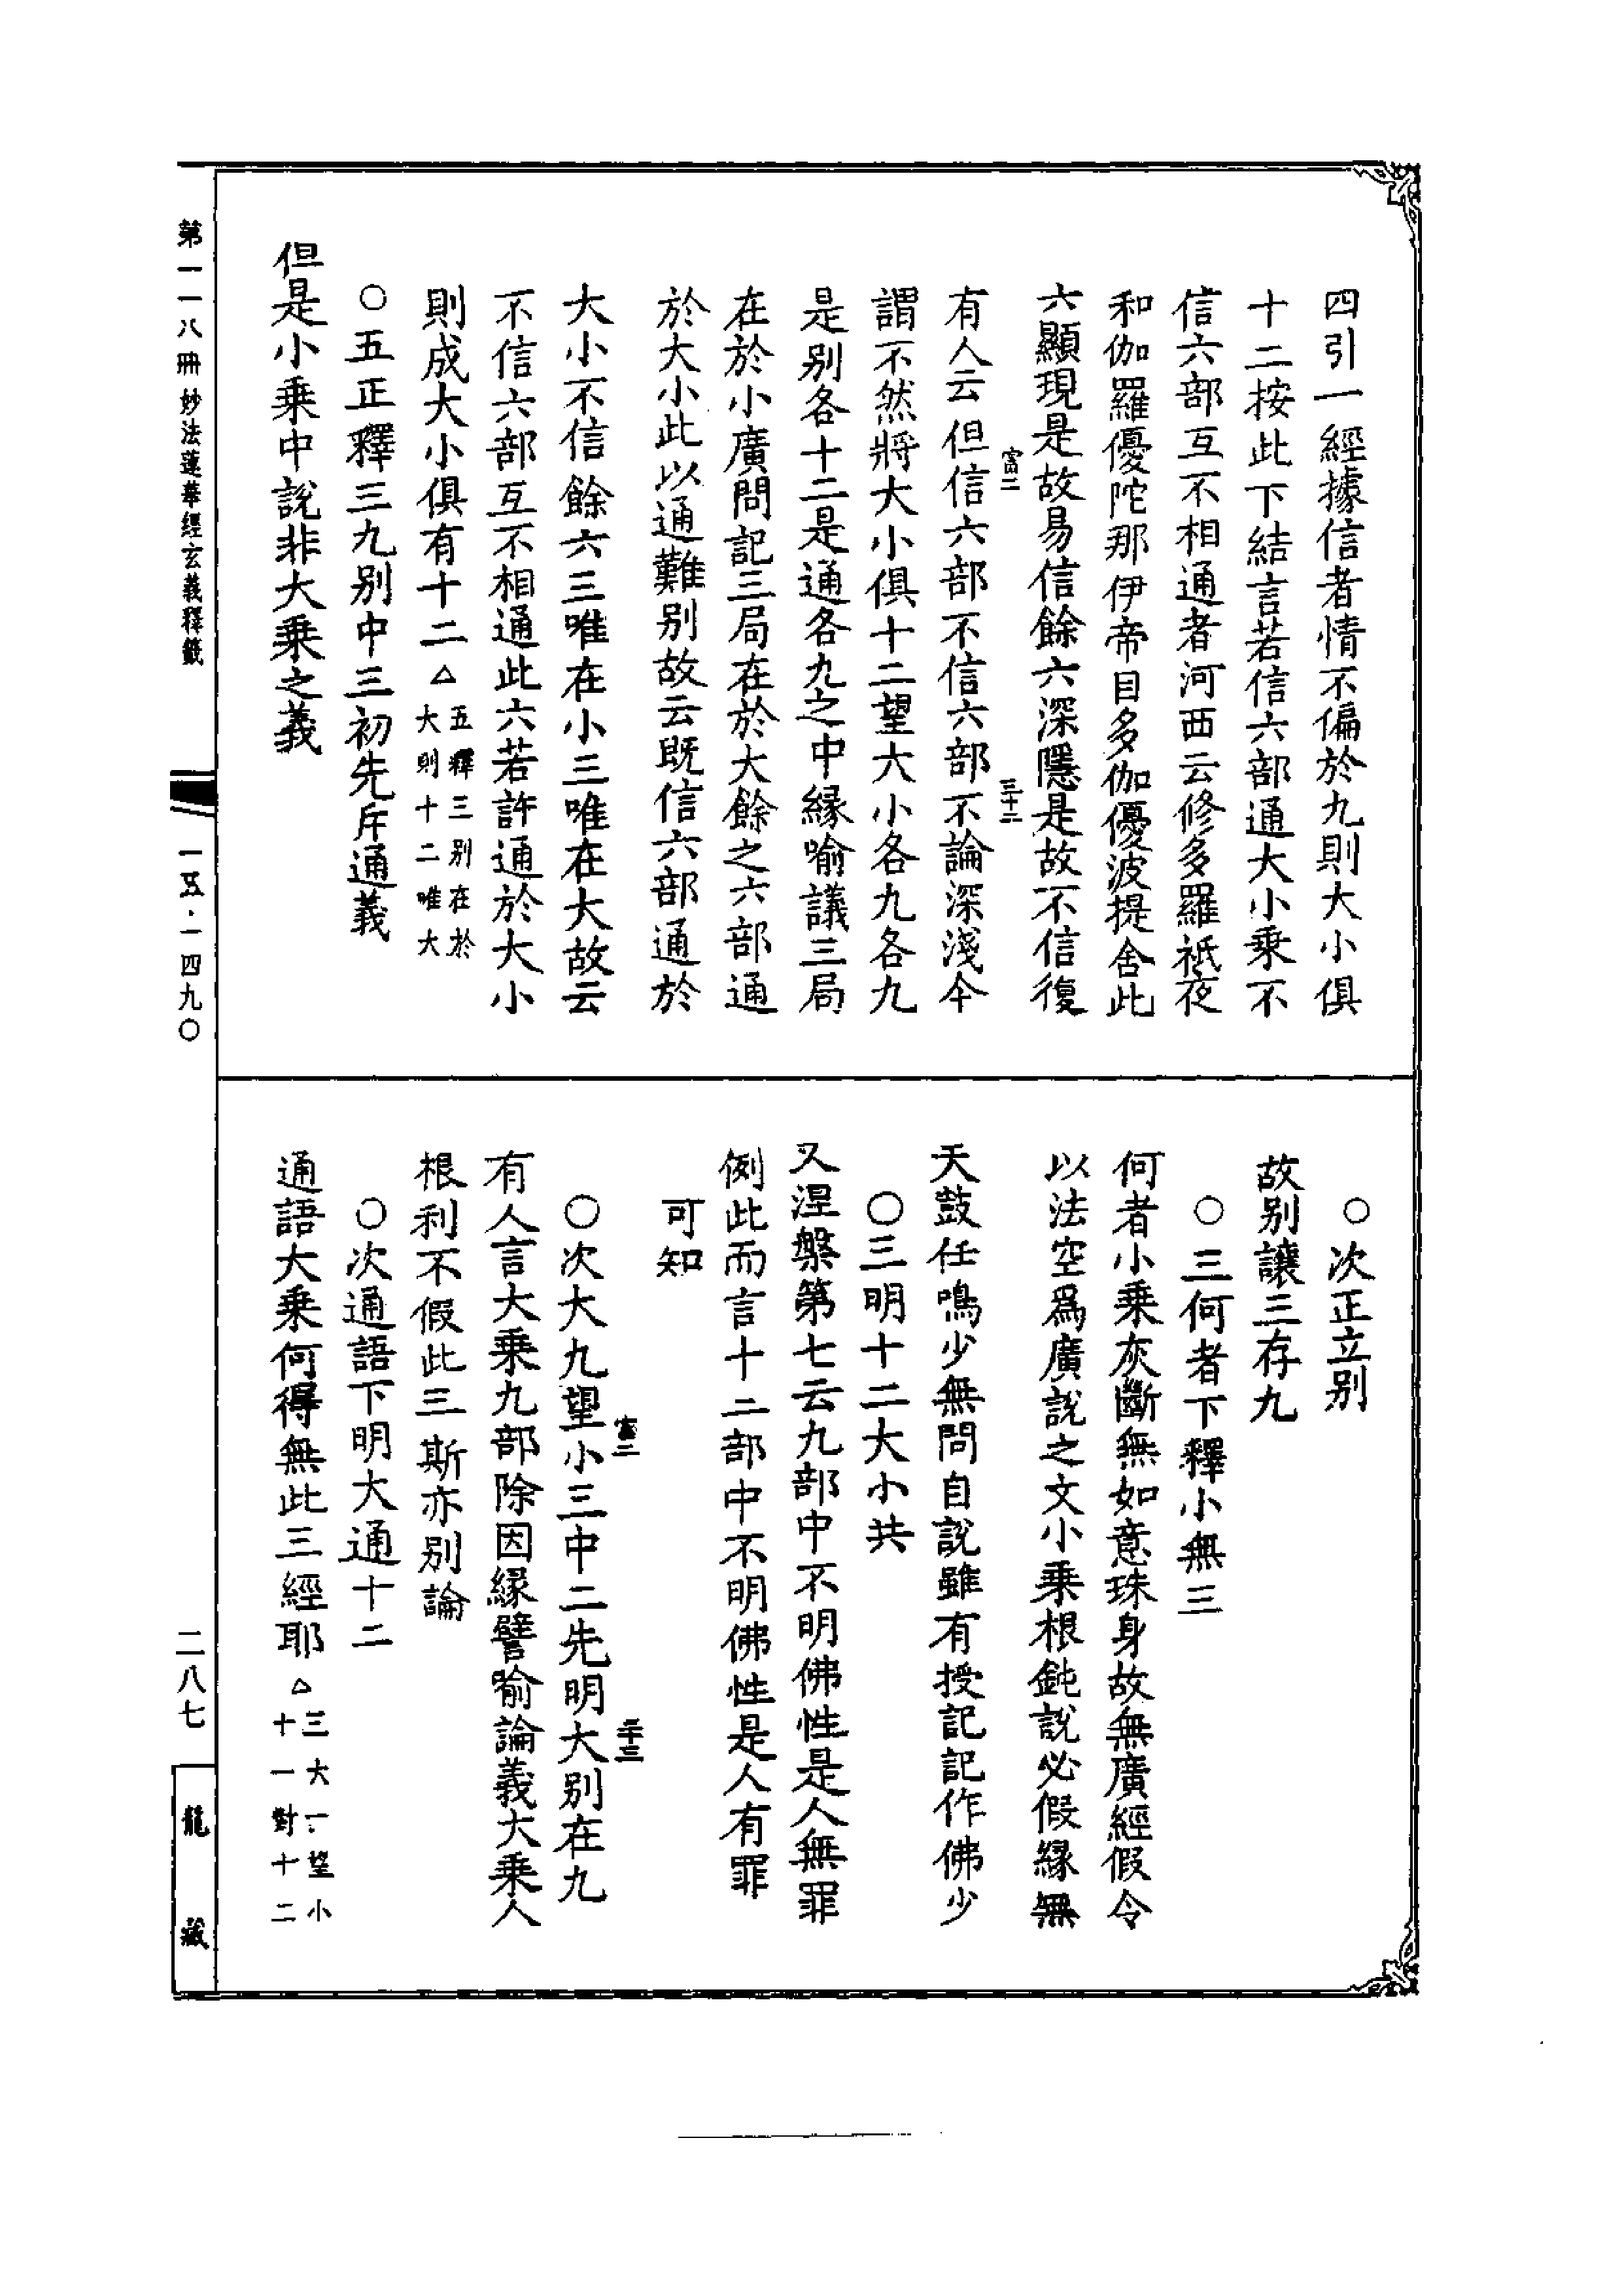 四引一經據信者情不偏於九則大小俱
十二按此下結言若信六部通大小乘不
信六部互不相通者河西云修多羅祇夜
和伽羅優陀那伊帝目多伽優波提舍此
六顯現是故易信餘六深隱是故不信復
富二
三十二
有人云但信六部不信六部不論深淺今
謂不然將大小俱十二望大小各九各九
是別各十二是通各九之中緣喻議三局
在於小廣問記三局在於大餘之六部通
於大小此以通難別故云既信六部通於
大小不信餘六三唯在小三唯在大故云
不信六部互不相通此六若許通於大小
則成大小俱有十二△五釋三別在於
大則十二唯大
○五正釋三九別中三初先斥通義
但是小乘中說非大乘之義
○次正立別
故別讓三存九
○三何者下釋小無三
何者小乘灰斷無如意珠身故無廣經假令
以法空爲廣說之文小乘根鈍說必假緣無
天鼓任鳴少無問自說雖有授記記作佛少
○三明十二大小共
又涅槃第七云九部中不明佛性是人無罪
例此而言十二部中不明佛性是人有罪
可知
富二
三十三
○次大九望小三中二先明大別在九
有人言大乘九部除因緣譬喻論義大乘人
根利不假此三斯亦別論
○次通語下明大通十二
通語大乘何得無此三經耶△三大一望小
十一對十二
第一一八冊 妙法蓮華經玄義釋籤
一五·一四九〇
二八七
龍藏